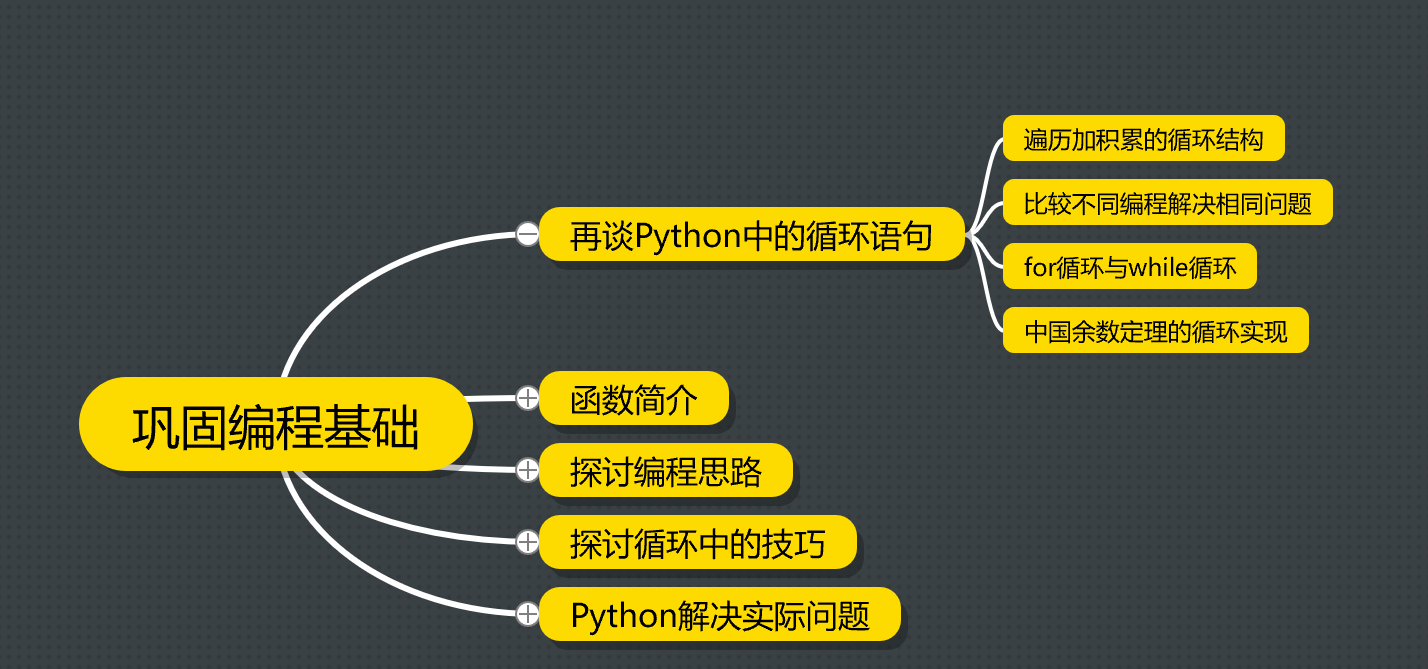 巩固编程基础
再谈Python中的循环语句
遍历加积累的循环结构
比较不同编程解决相同问题
for循环与while循环
中国余数定理的循环实现
函数简介
探讨编程思路
探讨循环中的技巧
Python解决实际问题